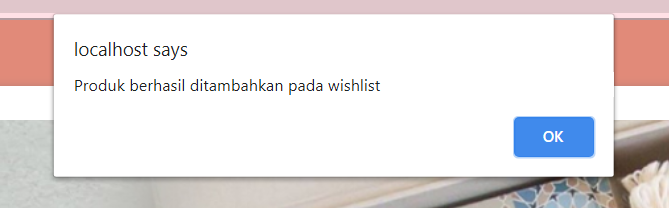 localhost says
Produk berhasil ditambahkan pada wishlist
OK